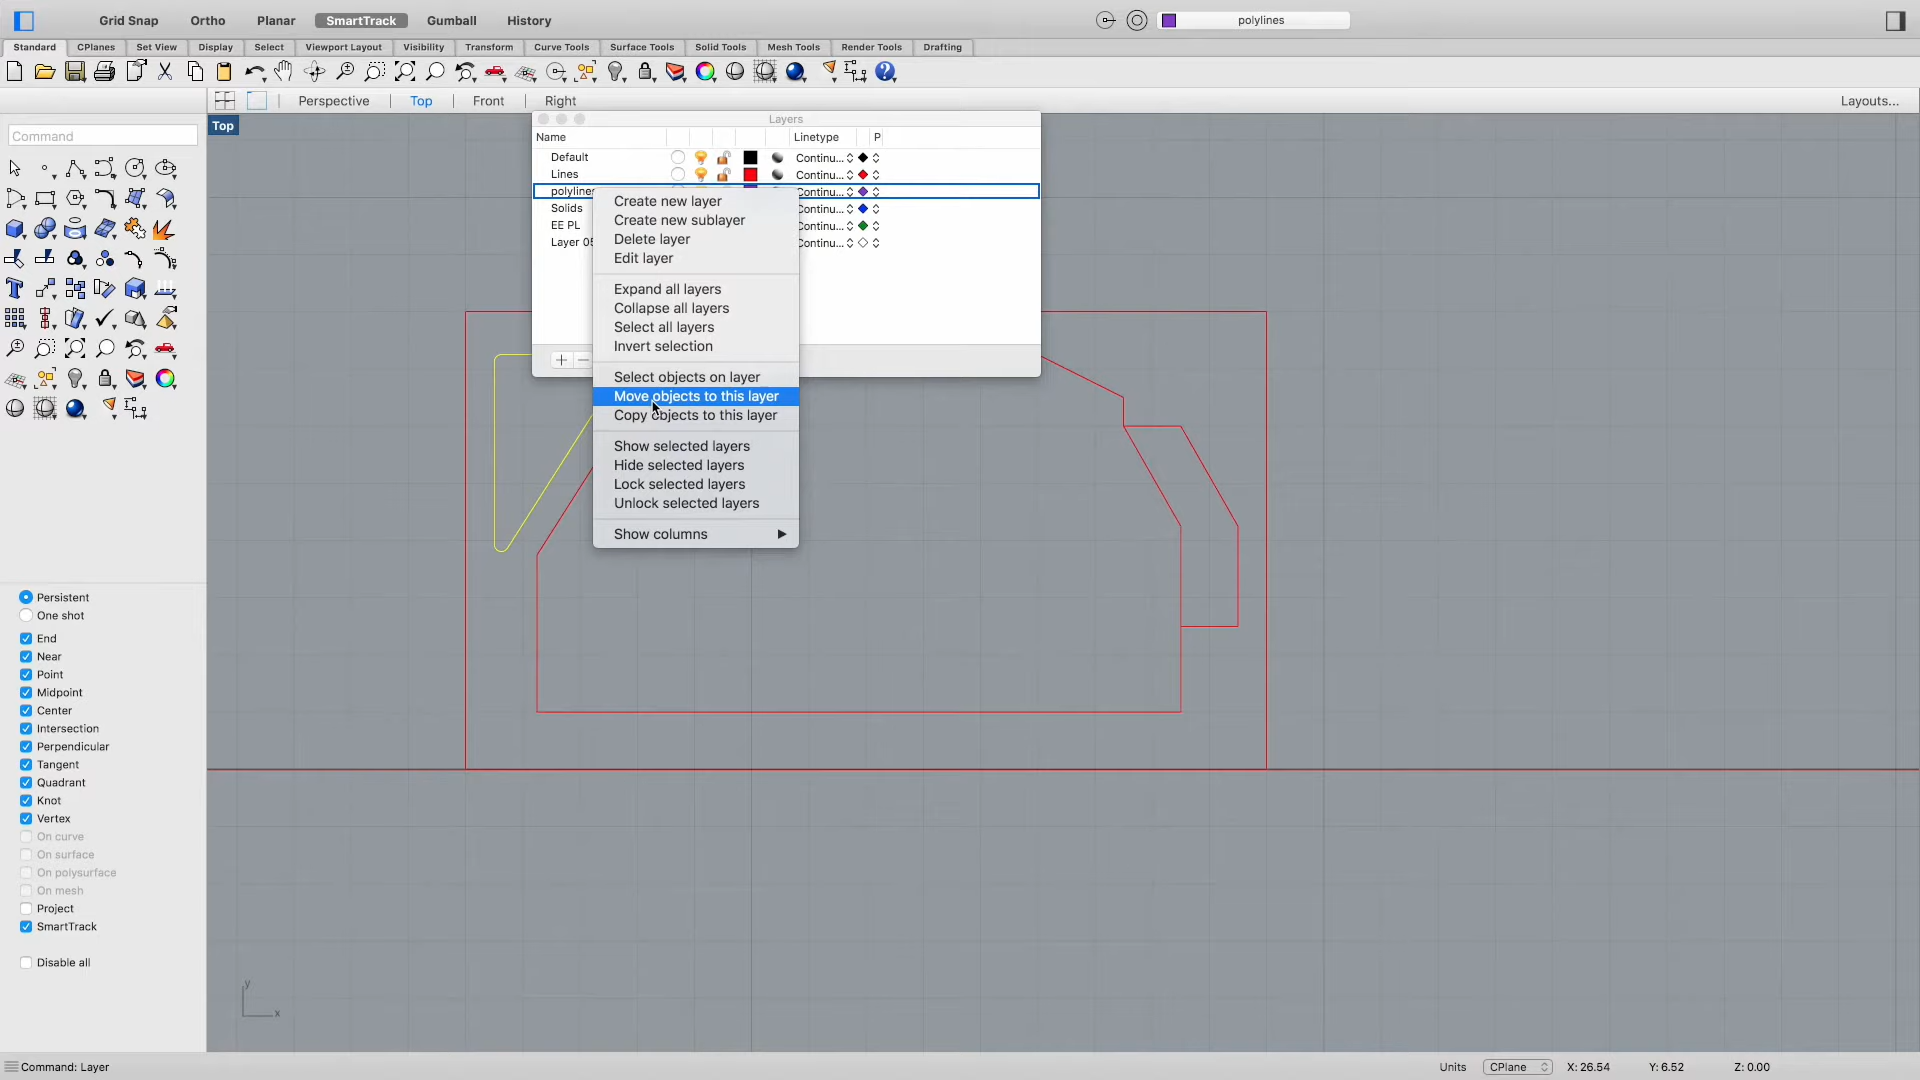 Grid Snap Ortho Planar SmartTrack Gumball History polylines
Standard CPlanes Set View Display Select Viewport Layout Visibility Transform Curve Tools Surface Tools Solid Tools Mesh Tools Render Tools Drafting
Perspective Top Front Right Layouts...
Top
Command
Layers
Name Linetype P
Default Continu...
Lines Continu...
polylines Continu...
Solids Continu...
EE PL Continu...
Layer 05 Continu...
Create new layer
Create new sublayer
Delete layer
Edit layer
Expand all layers
Collapse all layers
Select all layers
Invert selection
Select objects on layer
Move objects to this layer
Copy objects to this layer
Show selected layers
Hide selected layers
Lock selected layers
Unlock selected layers
Show columns
Persistent
One shot
End
Near
Point
Midpoint
Center
Intersection
Perpendicular
Tangent
Quadrant
Knot
Vertex
On curve
On surface
On polysurface
On mesh
Project
SmartTrack
Disable all
y
x
Command: Layer Units CPlane X: 26.54 Y: 6.52 Z: 0.00